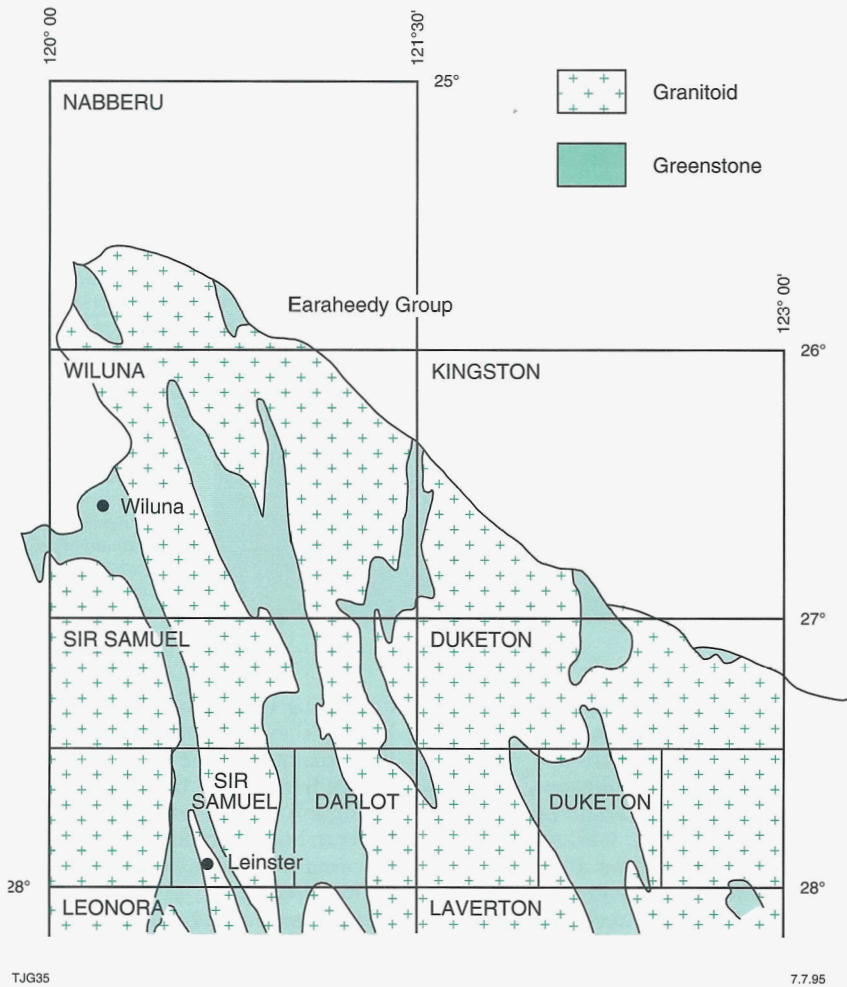 120° 00
121°30'
25°
NABBERU
Granitoid
Greenstone
Earaheedy Group
123° 00'
26°
WILUNA
KINGSTON
Wiluna
27°
SIR SAMUEL
DUKETON
SIR
SAMUEL
DARLOT
DUKETON
Leinster
28°
28°
LEONORA
LAVERTON
TJG35
7.7.95